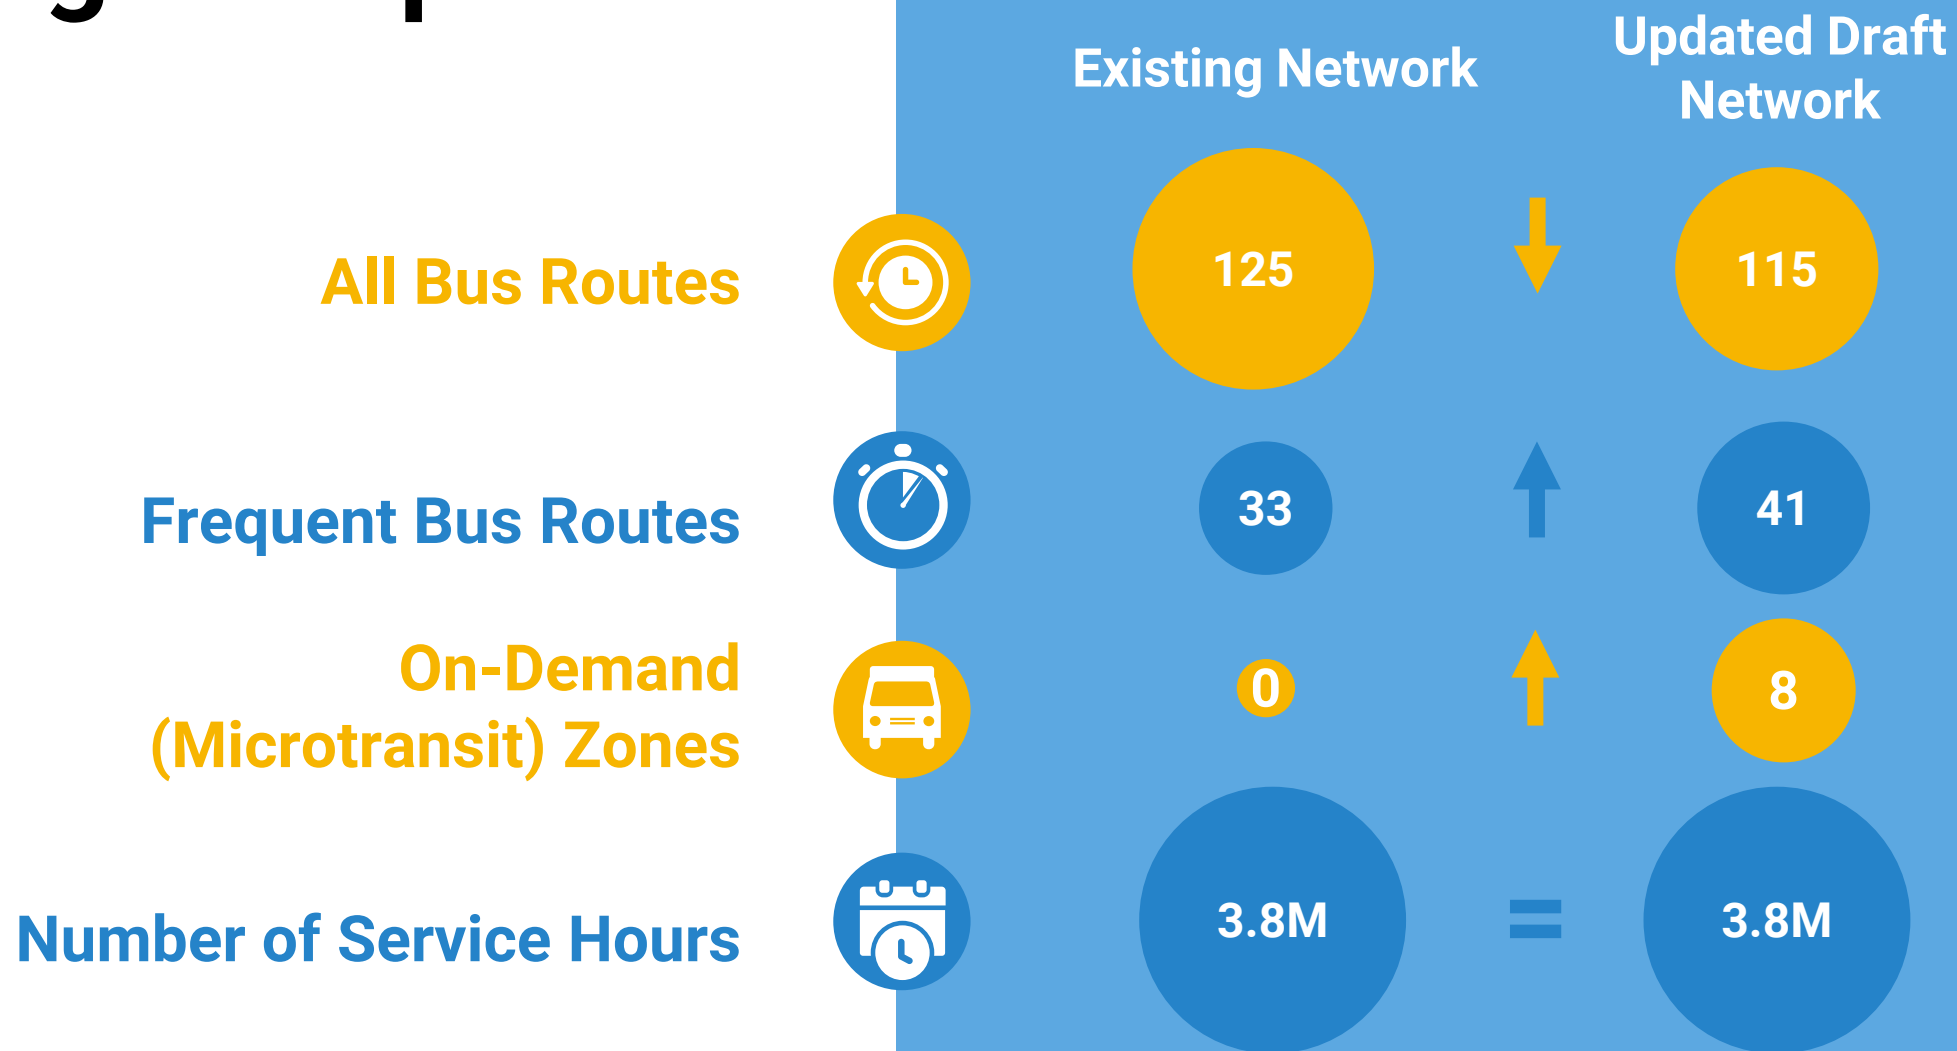 Existing Network
Updated Draft
Network
All Bus Routes
125
115
Frequent Bus Routes
33
41
On-Demand
(Microtransit) Zones
0
8
Number of Service Hours
3.8M
=
3.8M